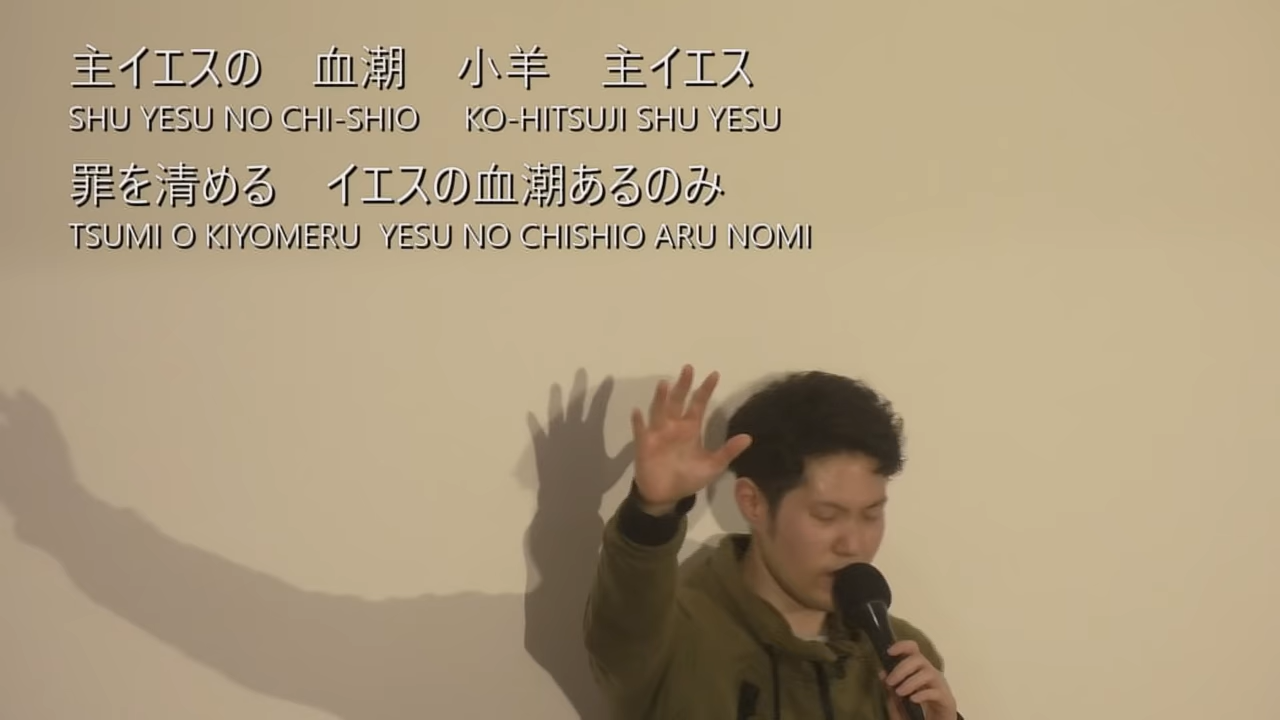 主イエスの　血潮　小羊　主イエス
SHU YESU NO CHI-SHIO KO-HITSUJI SHU YESU
罪を清める　イエスの血潮あるのみ
TSUMI O KIYOMERU YESU NO CHISHIO ARU NOMI